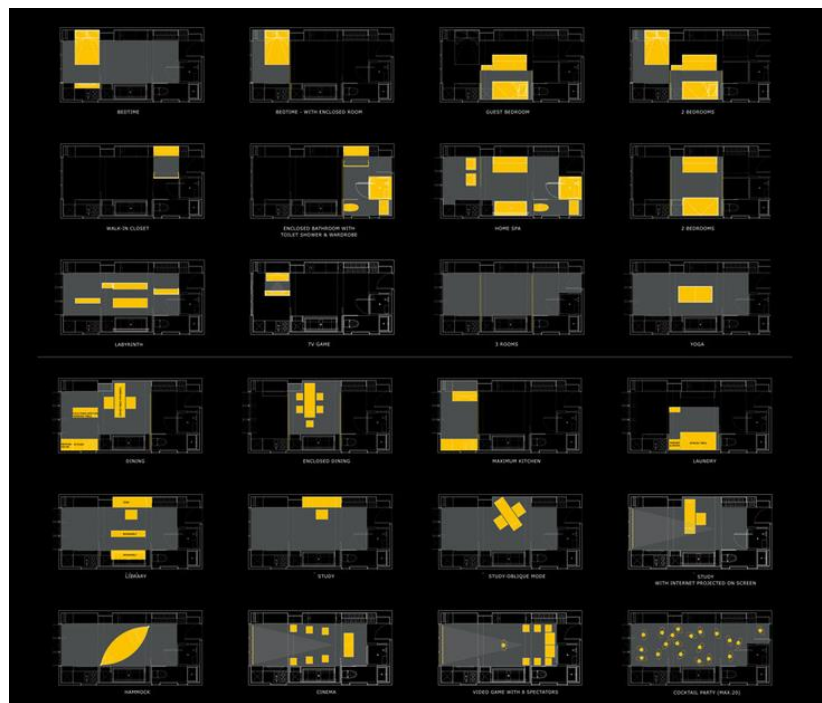 BEDTIME
BEDTIME - WITH ENCLOSED ROOM
GUEST BEDROOM
2 BEDROOMS
WALK-IN CLOSET
ENCLOSED BATHROOM WITH
TOILET SHOWER & WARDROBE
HOME SPA
2 BEDROOMS
LABYRINTH
TV GAME
3 ROOMS
YOGA
DINING
ENCLOSED DINING
MAXIMUM KITCHEN
LAUNDRY
LIBRARY
STUDY
STUDY-OBLIQUE MODE
STUDY
WITH INTERNET PROJECTED ON SCREEN
HAMMOCK
CINEMA
VIDEO GAME WITH 8 SPECTATORS
COCKTAIL PARTY (MAX.20)